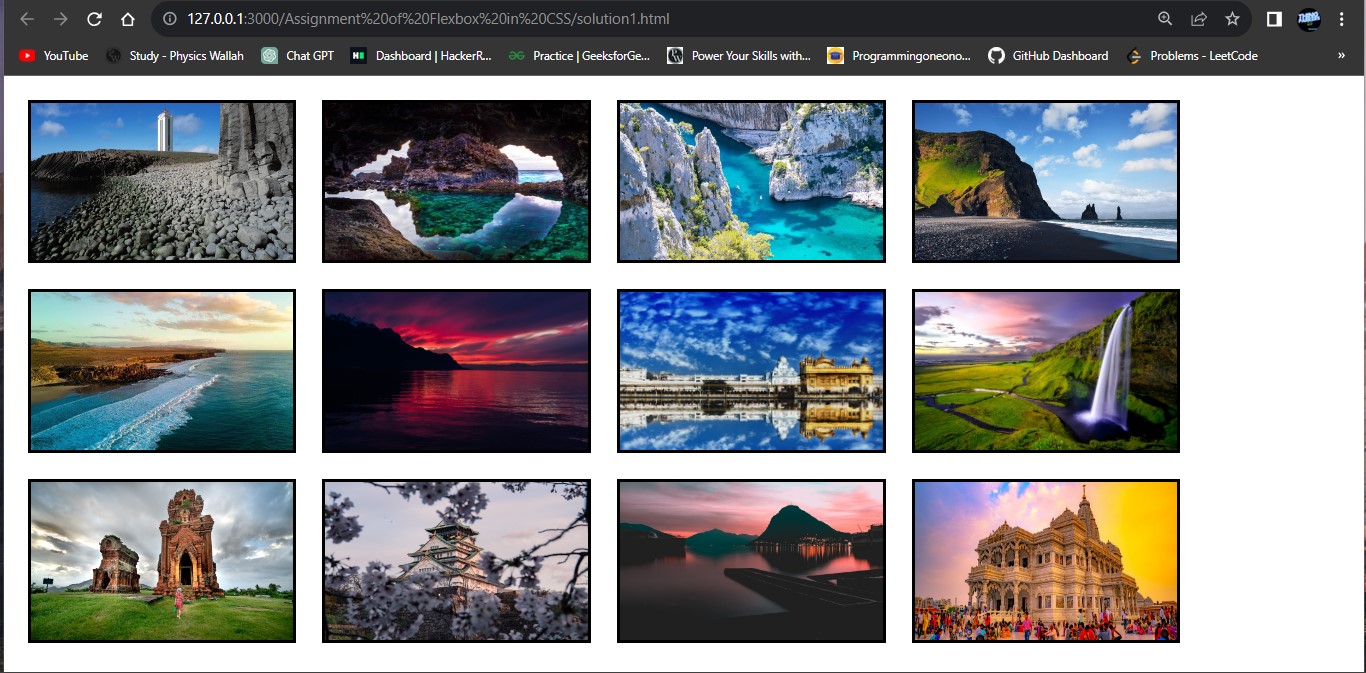 127.0.0.1:3000/Assignment%20of%20Flexbox%20in%20CSS/solution1.html
YouTube Study - Physics Wallah Chat GPT Dashboard | HackerR... Practice | GeeksforGe... Power Your Skills with... Programmingoneono... GitHub Dashboard Problems - LeetCode »